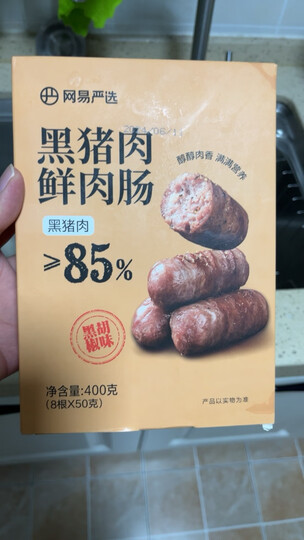 网易严选
黑猪肉
鲜肉肠
醇醇肉香 满满营养
黑猪肉
≥85%
黑胡
椒味
净含量:400克
(8根X50克)
产品以实物为准